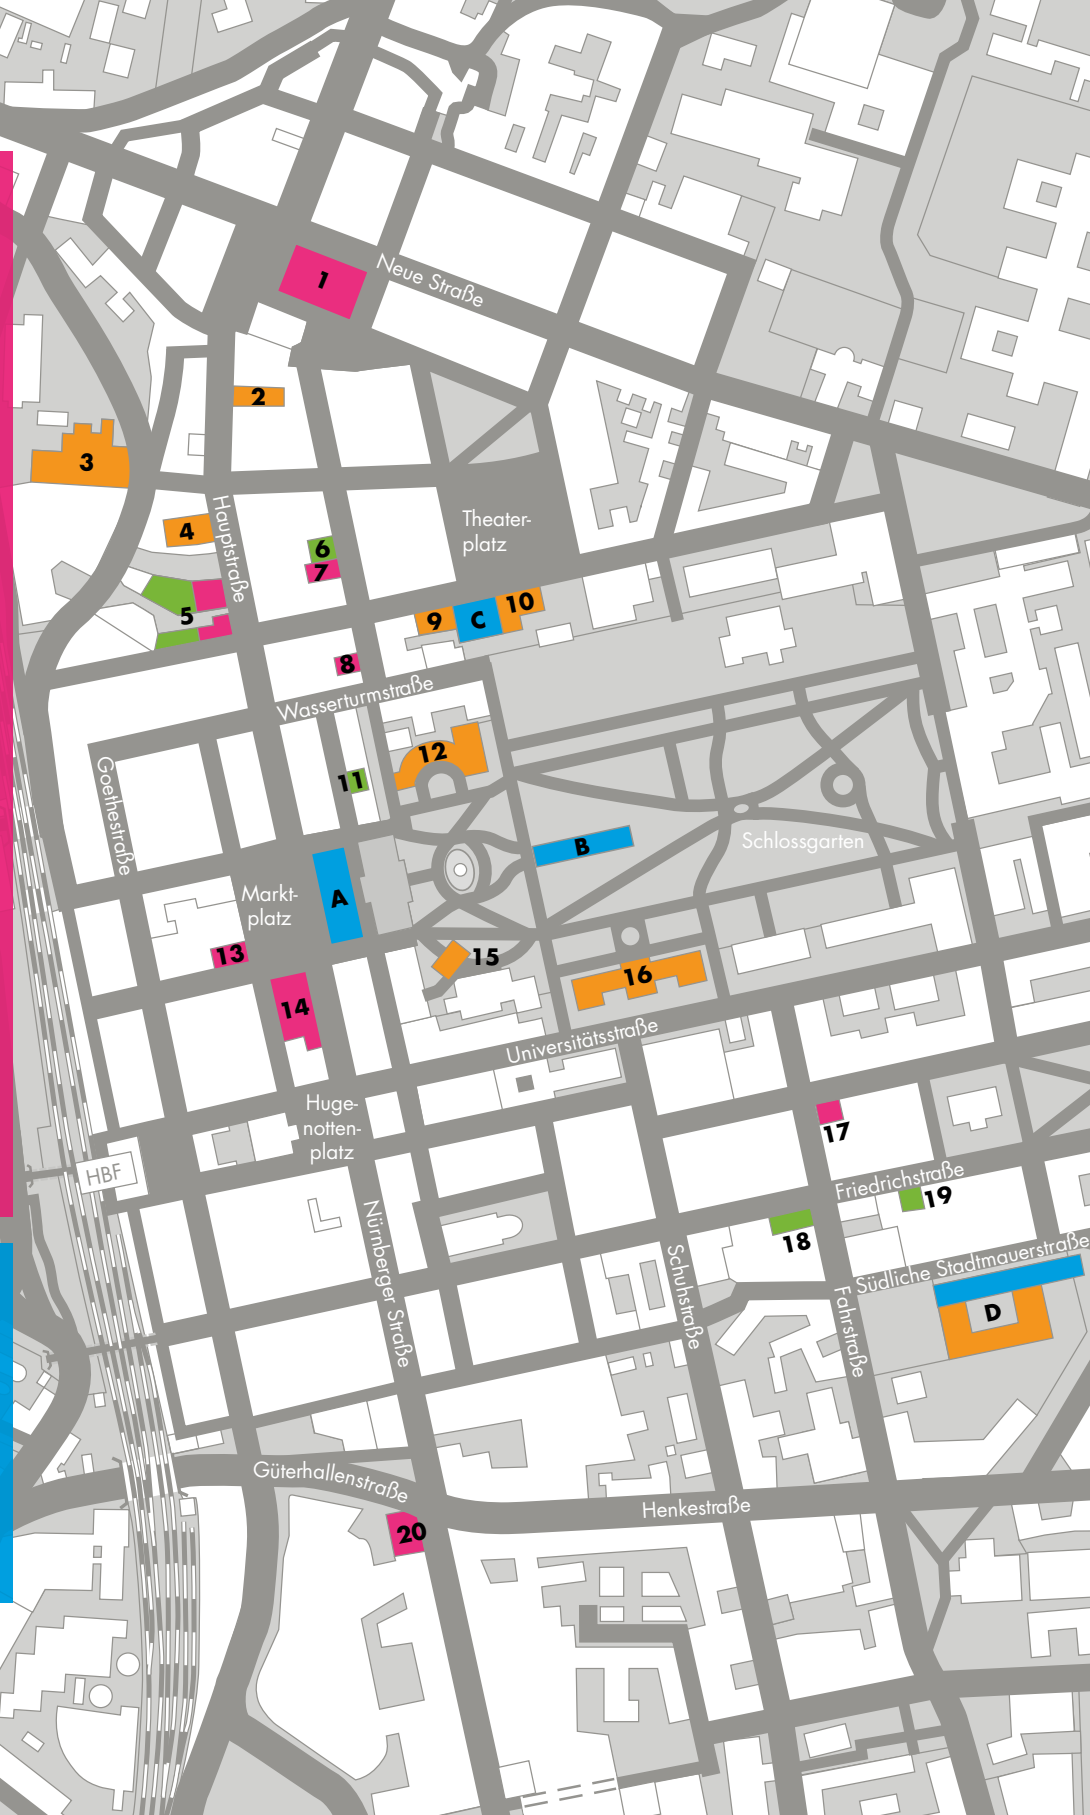 1
Neue Straße
2
3
Hauptstraße
4
Theater-
platz
6
7
5
9
C
10
8
Wasserturmstraße
12
11
Goethestraße
B
Schlossgarten
Markt-
platz
A
13
15
16
14
Universitätsstraße
Huge-
notten-
platz
17
HBF
Friedrichstraße
19
18
Nürnberger Straße
Schuhstraße
Südliche Stadtmauerstraße
Fahrstraße
D
Güterhallenstraße
Henkestraße
20